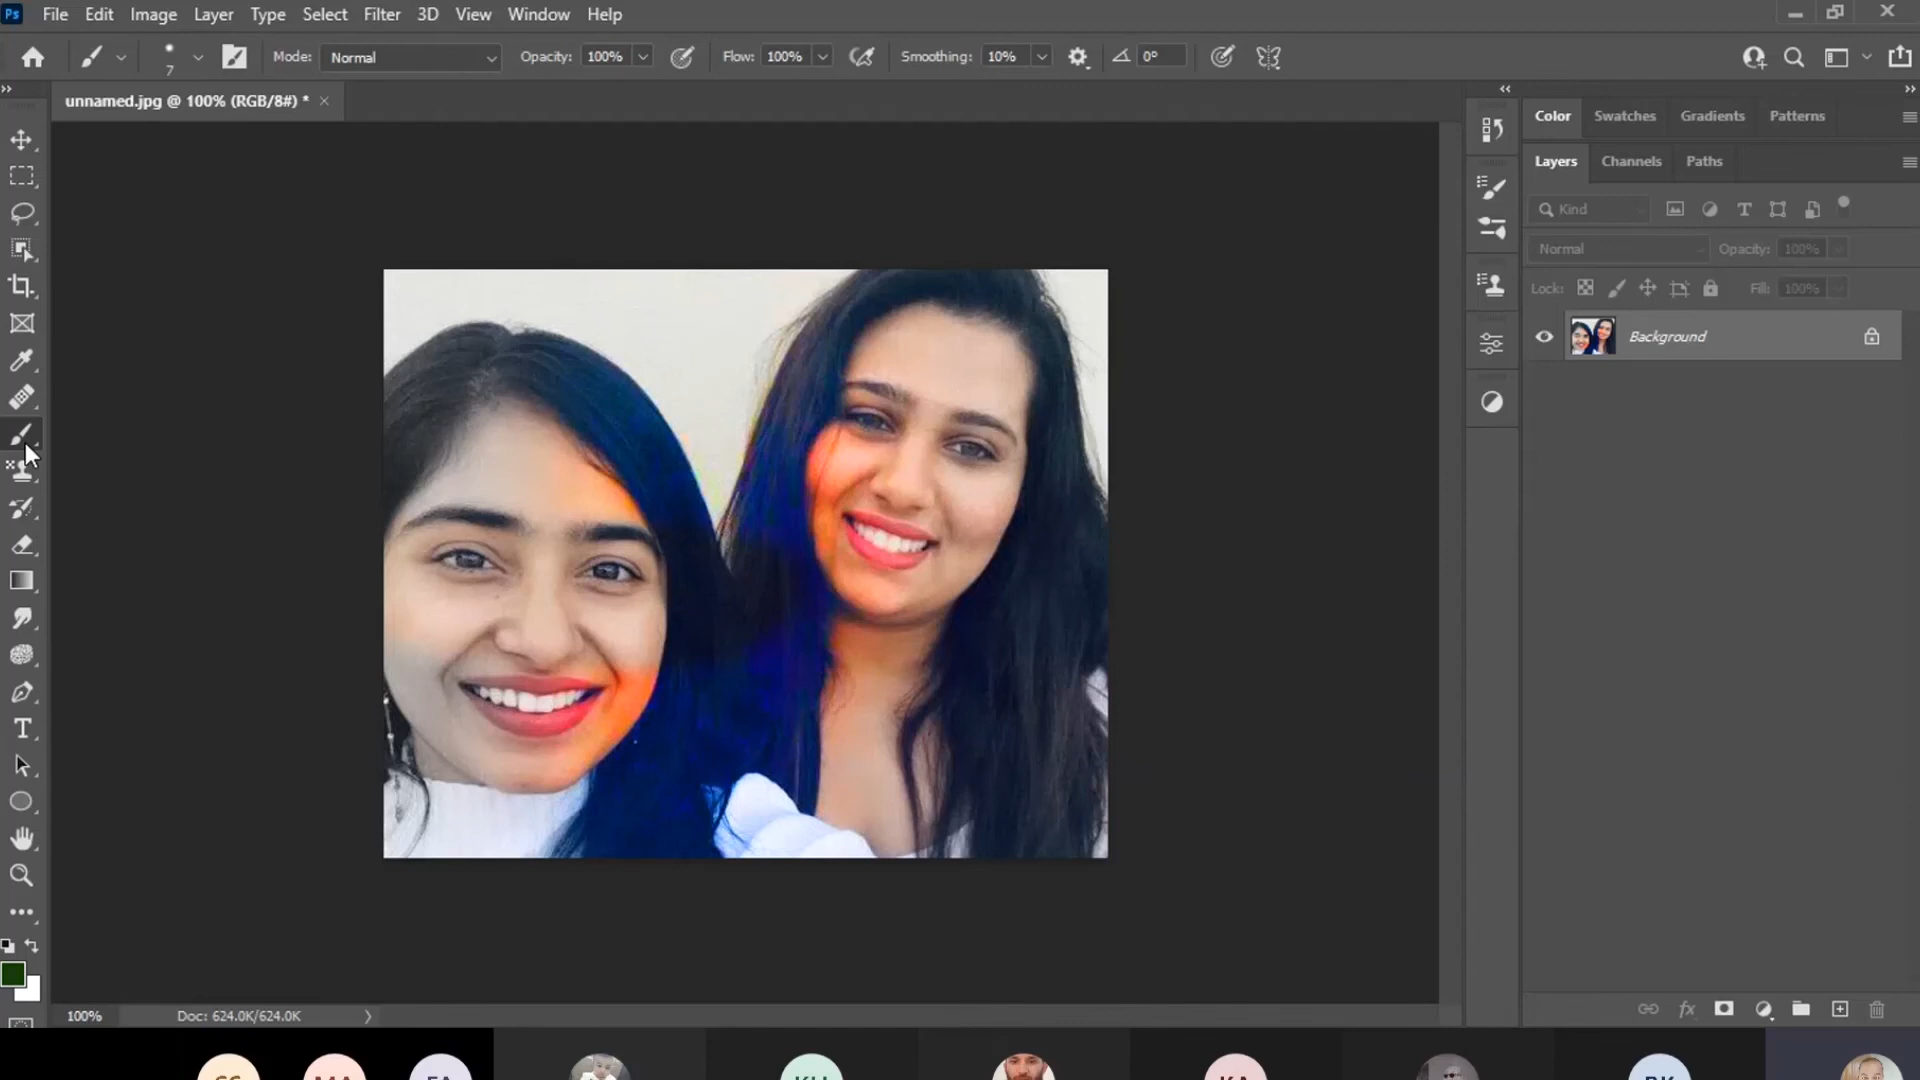 Ps File Edit Image Layer Type Select Filter 3D View Window Help
7 Mode: Normal Opacity: 100% Flow: 100% Smoothing: 10% 0°
unnamed.jpg @ 100% (RGB/8#) *
Color Swatches Gradients Patterns
Layers Channels Paths
Kind
Normal Opacity: 100%
Lock: Fill: 100%
Background
100% Doc: 624.0K/624.0K